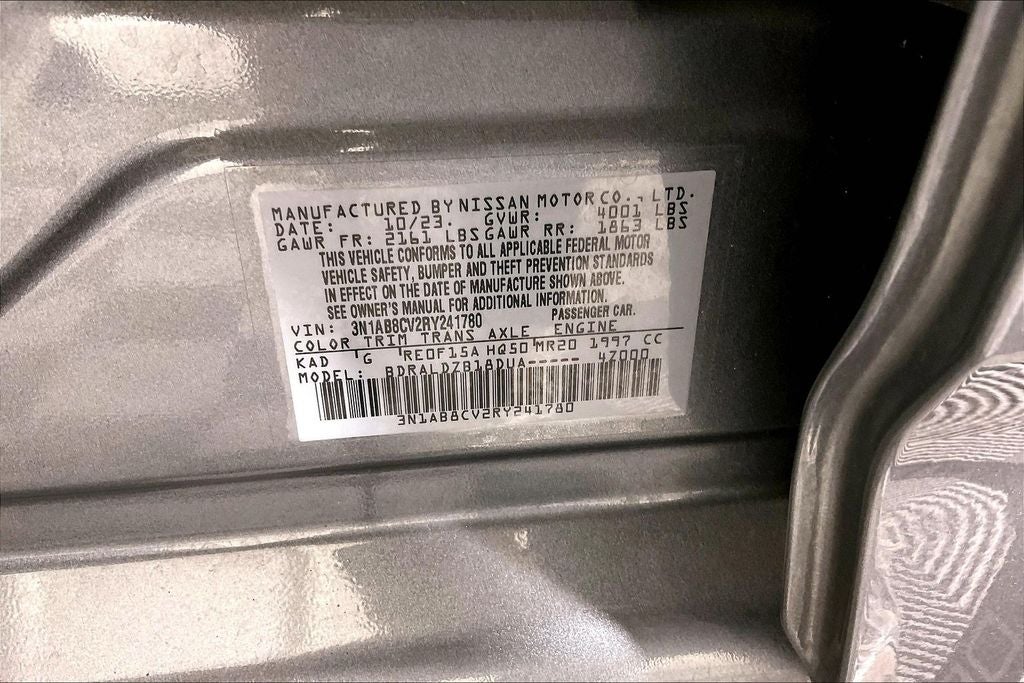 MANUFACTURED BY NISSAN MOTOR CO., LTD.
DATE: 10/23. GVWR: 4001 LBS
GAWR FR: 2161 LBS GAWR RR: 1863 LBS
THIS VEHICLE CONFORMS TO ALL APPLICABLE FEDERAL MOTOR
VEHICLE SAFETY, BUMPER AND THEFT PREVENTION STANDARDS
IN EFFECT ON THE DATE OF MANUFACTURE SHOWN ABOVE.
SEE OWNER'S MANUAL FOR ADDITIONAL INFORMATION.
VIN: 3N1AB8CV2RY241780 PASSENGER CAR.
COLOR TRIM TRANS AXLE ENGINE
KAD G RE0F15A HQ50 MR20 1997 CC
MODEL: BDRALDZB18DUA----- 47000
3N1AB8CV2RY241780